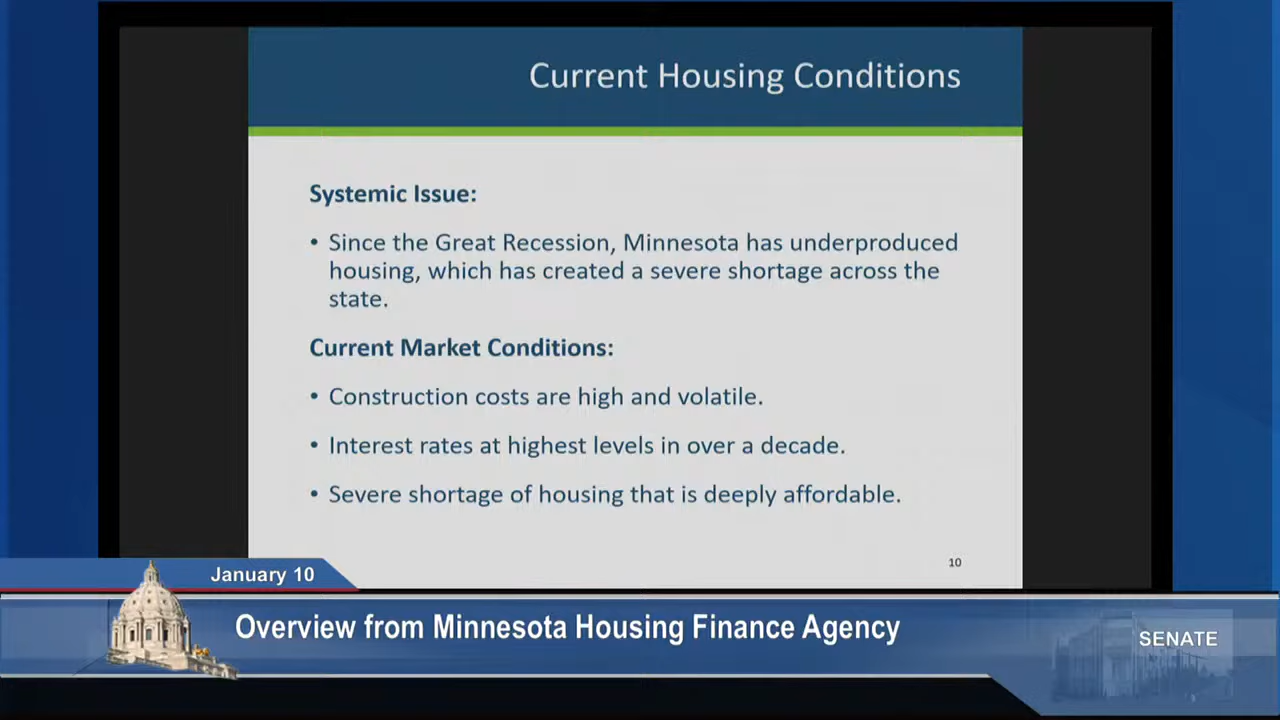 Current Housing Conditions
Systemic Issue:
• Since the Great Recession, Minnesota has underproduced
housing, which has created a severe shortage across the
state.
Current Market Conditions:
• Construction costs are high and volatile.
• Interest rates at highest levels in over a decade.
• Severe shortage of housing that is deeply affordable.
10
January 10
Overview from Minnesota Housing Finance Agency
SENATE